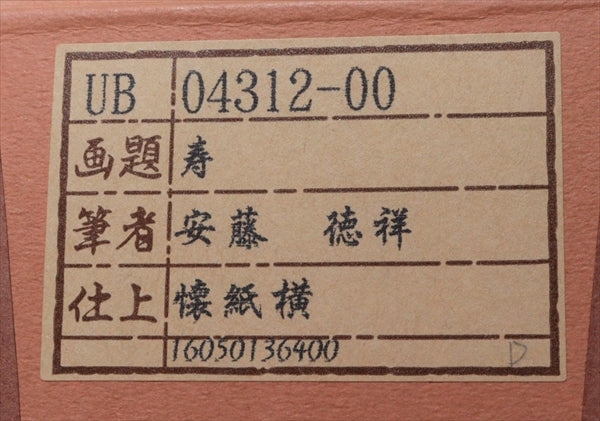 UB 04312-00
画題 寿
筆者 安藤 徳祥
仕上 懐紙横
16050136400
D